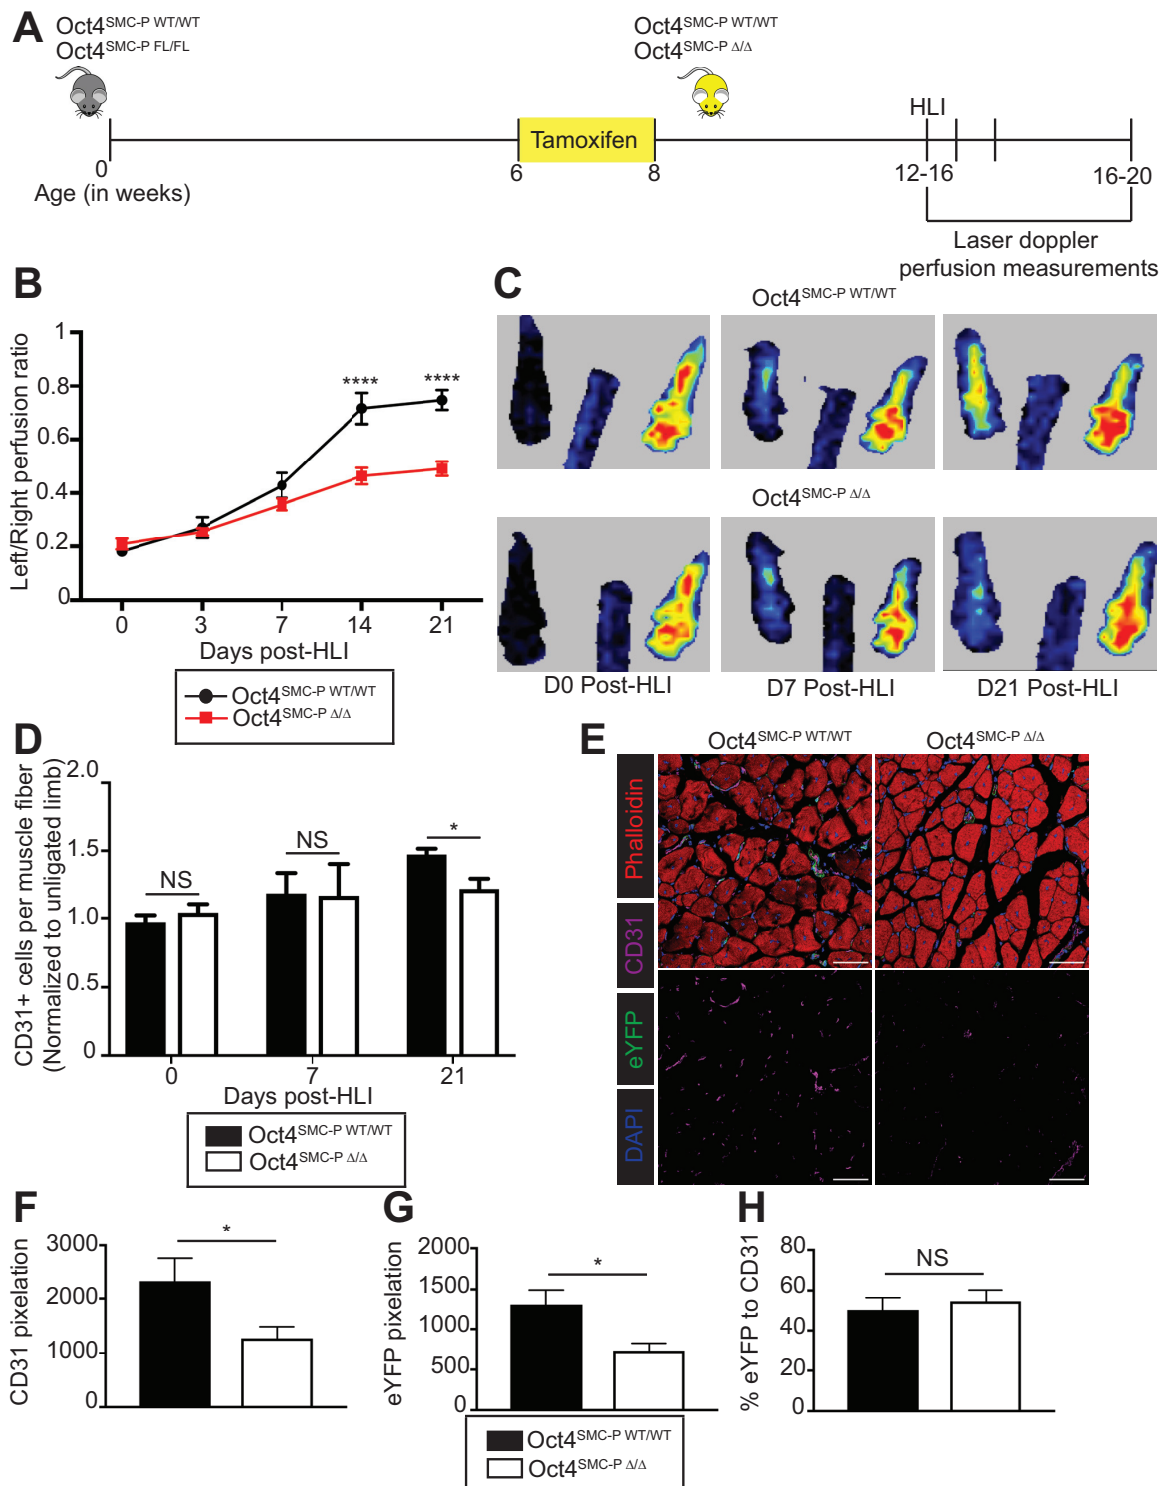 A
Oct4SMC-P WT/WT
Oct4SMC-P FL/FL
Oct4SMC-P WT/WT
Oct4SMC-P Δ/Δ
HLI
Tamoxifen
0
6
8
12-16
16-20
Age (in weeks)
Laser doppler
perfusion measurements
B
Left/Right perfusion ratio
1
0.8
0.6
0.4
0.2
0
****
****
0 3 7 14 21
Days post-HLI
Oct4SMC-P WT/WT
Oct4SMC-P Δ/Δ
C
Oct4SMC-P WT/WT
Oct4SMC-P Δ/Δ
D0 Post-HLI
D7 Post-HLI
D21 Post-HLI
D
CD31+ cells per muscle fiber
(Normalized to unligated limb)
2.0
1.5
1.0
0.5
0
NS
NS
*
0 7 21
Days post-HLI
Oct4SMC-P WT/WT
Oct4SMC-P Δ/Δ
E
Oct4SMC-P WT/WT
Oct4SMC-P Δ/Δ
Phalloidin
CD31
eYFP
DAPI
F
CD31 pixelation
3000
2000
1000
0
*
G
eYFP pixelation
2000
1500
1000
500
0
*
Oct4SMC-P WT/WT
Oct4SMC-P Δ/Δ
H
% eYFP to CD31
80
60
40
20
0
NS